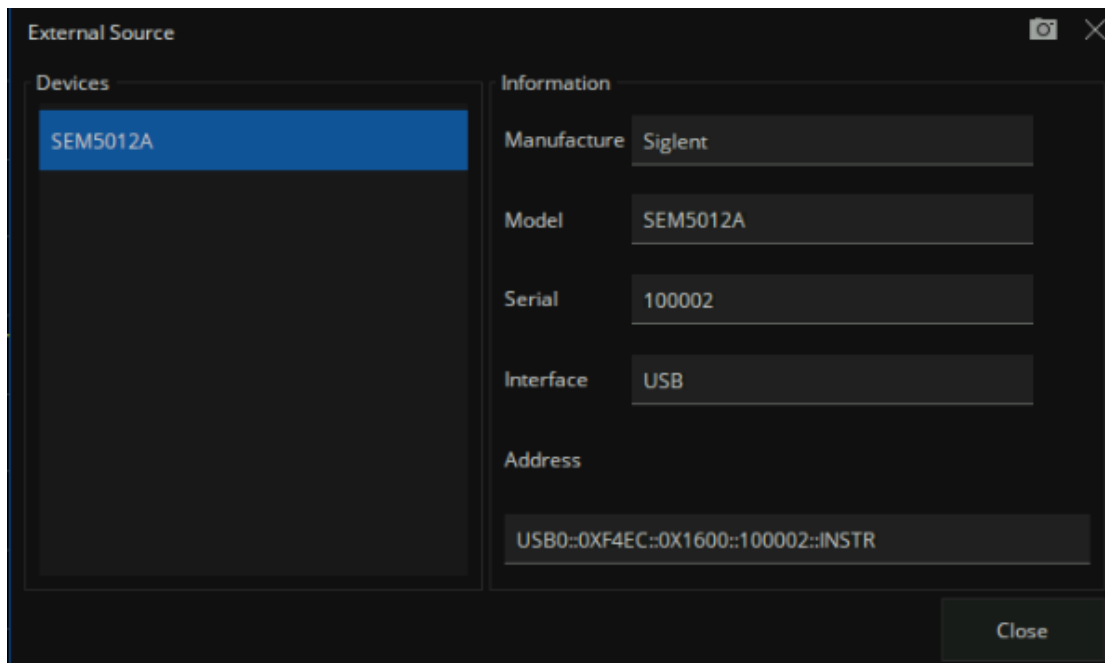 External Source
Devices
SEM5012A
Information
Manufacture Siglent
Model SEM5012A
Serial 100002
Interface USB
Address
USB0::0XF4EC::0X1600::100002::INSTR
Close